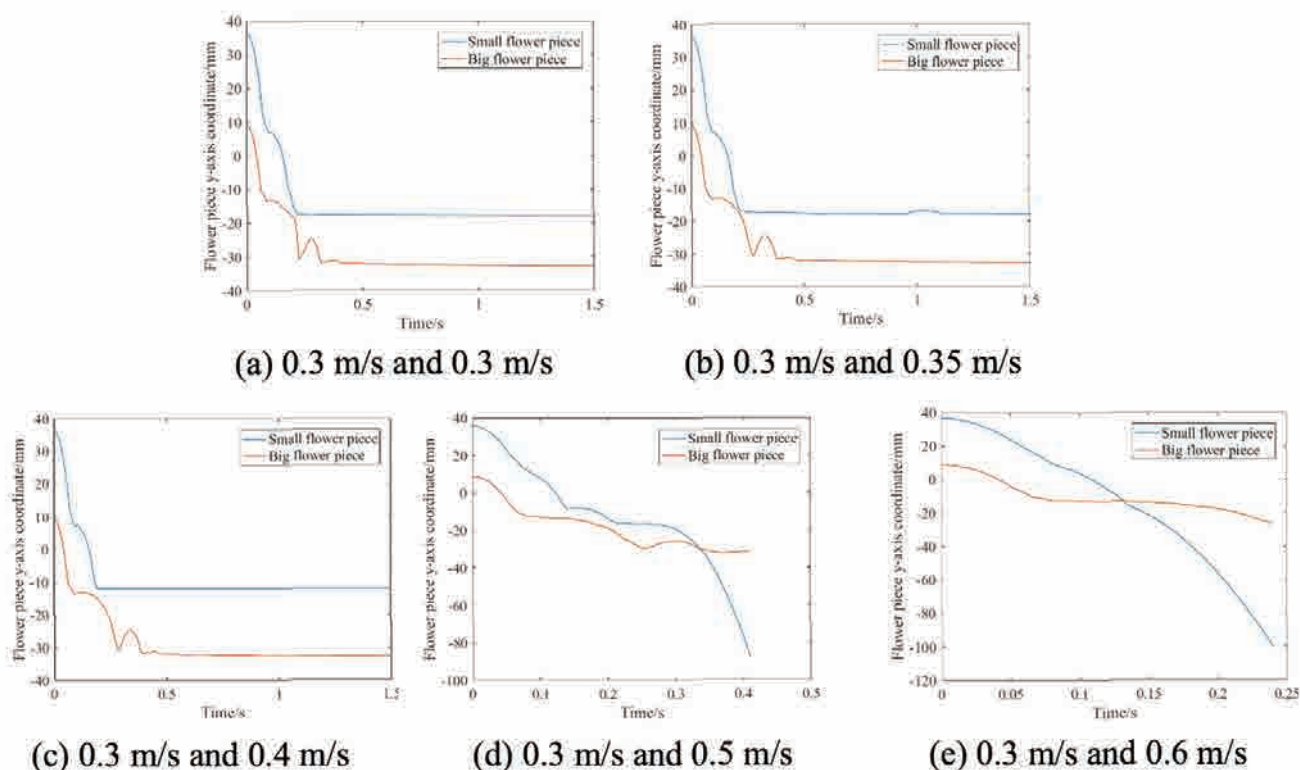 40
30
20
10
0
-10
-20
-30
-40
Flower piece y-axis coordinate/mm
Small flower piece
Big flower piece
0
0.5
1
1.5
Time/s
(a) 0.3 m/s and 0.3 m/s
40
30
20
10
0
-10
-20
-30
-40
Flower piece y-axis coordinate/mm
Small flower piece
Big flower piece
0
0.5
1
1.5
Time/s
(b) 0.3 m/s and 0.35 m/s
40
30
20
10
0
-10
-20
-30
-40
Flower piece y-axis coordinate/mm
Small flower piece
Big flower piece
0
0.5
1
1.5
Time/s
(c) 0.3 m/s and 0.4 m/s
40
20
0
-20
-40
-60
-80
-100
Flower piece y-axis coordinate/mm
Small flower piece
Big flower piece
0
0.1
0.2
0.3
0.4
0.5
Time/s
(d) 0.3 m/s and 0.5 m/s
40
20
0
-20
-40
-60
-80
-100
-120
Flower piece y-axis coordinate/mm
Small flower piece
Big flower piece
0
0.05
0.1
0.15
0.2
0.25
Time/s
(e) 0.3 m/s and 0.6 m/s